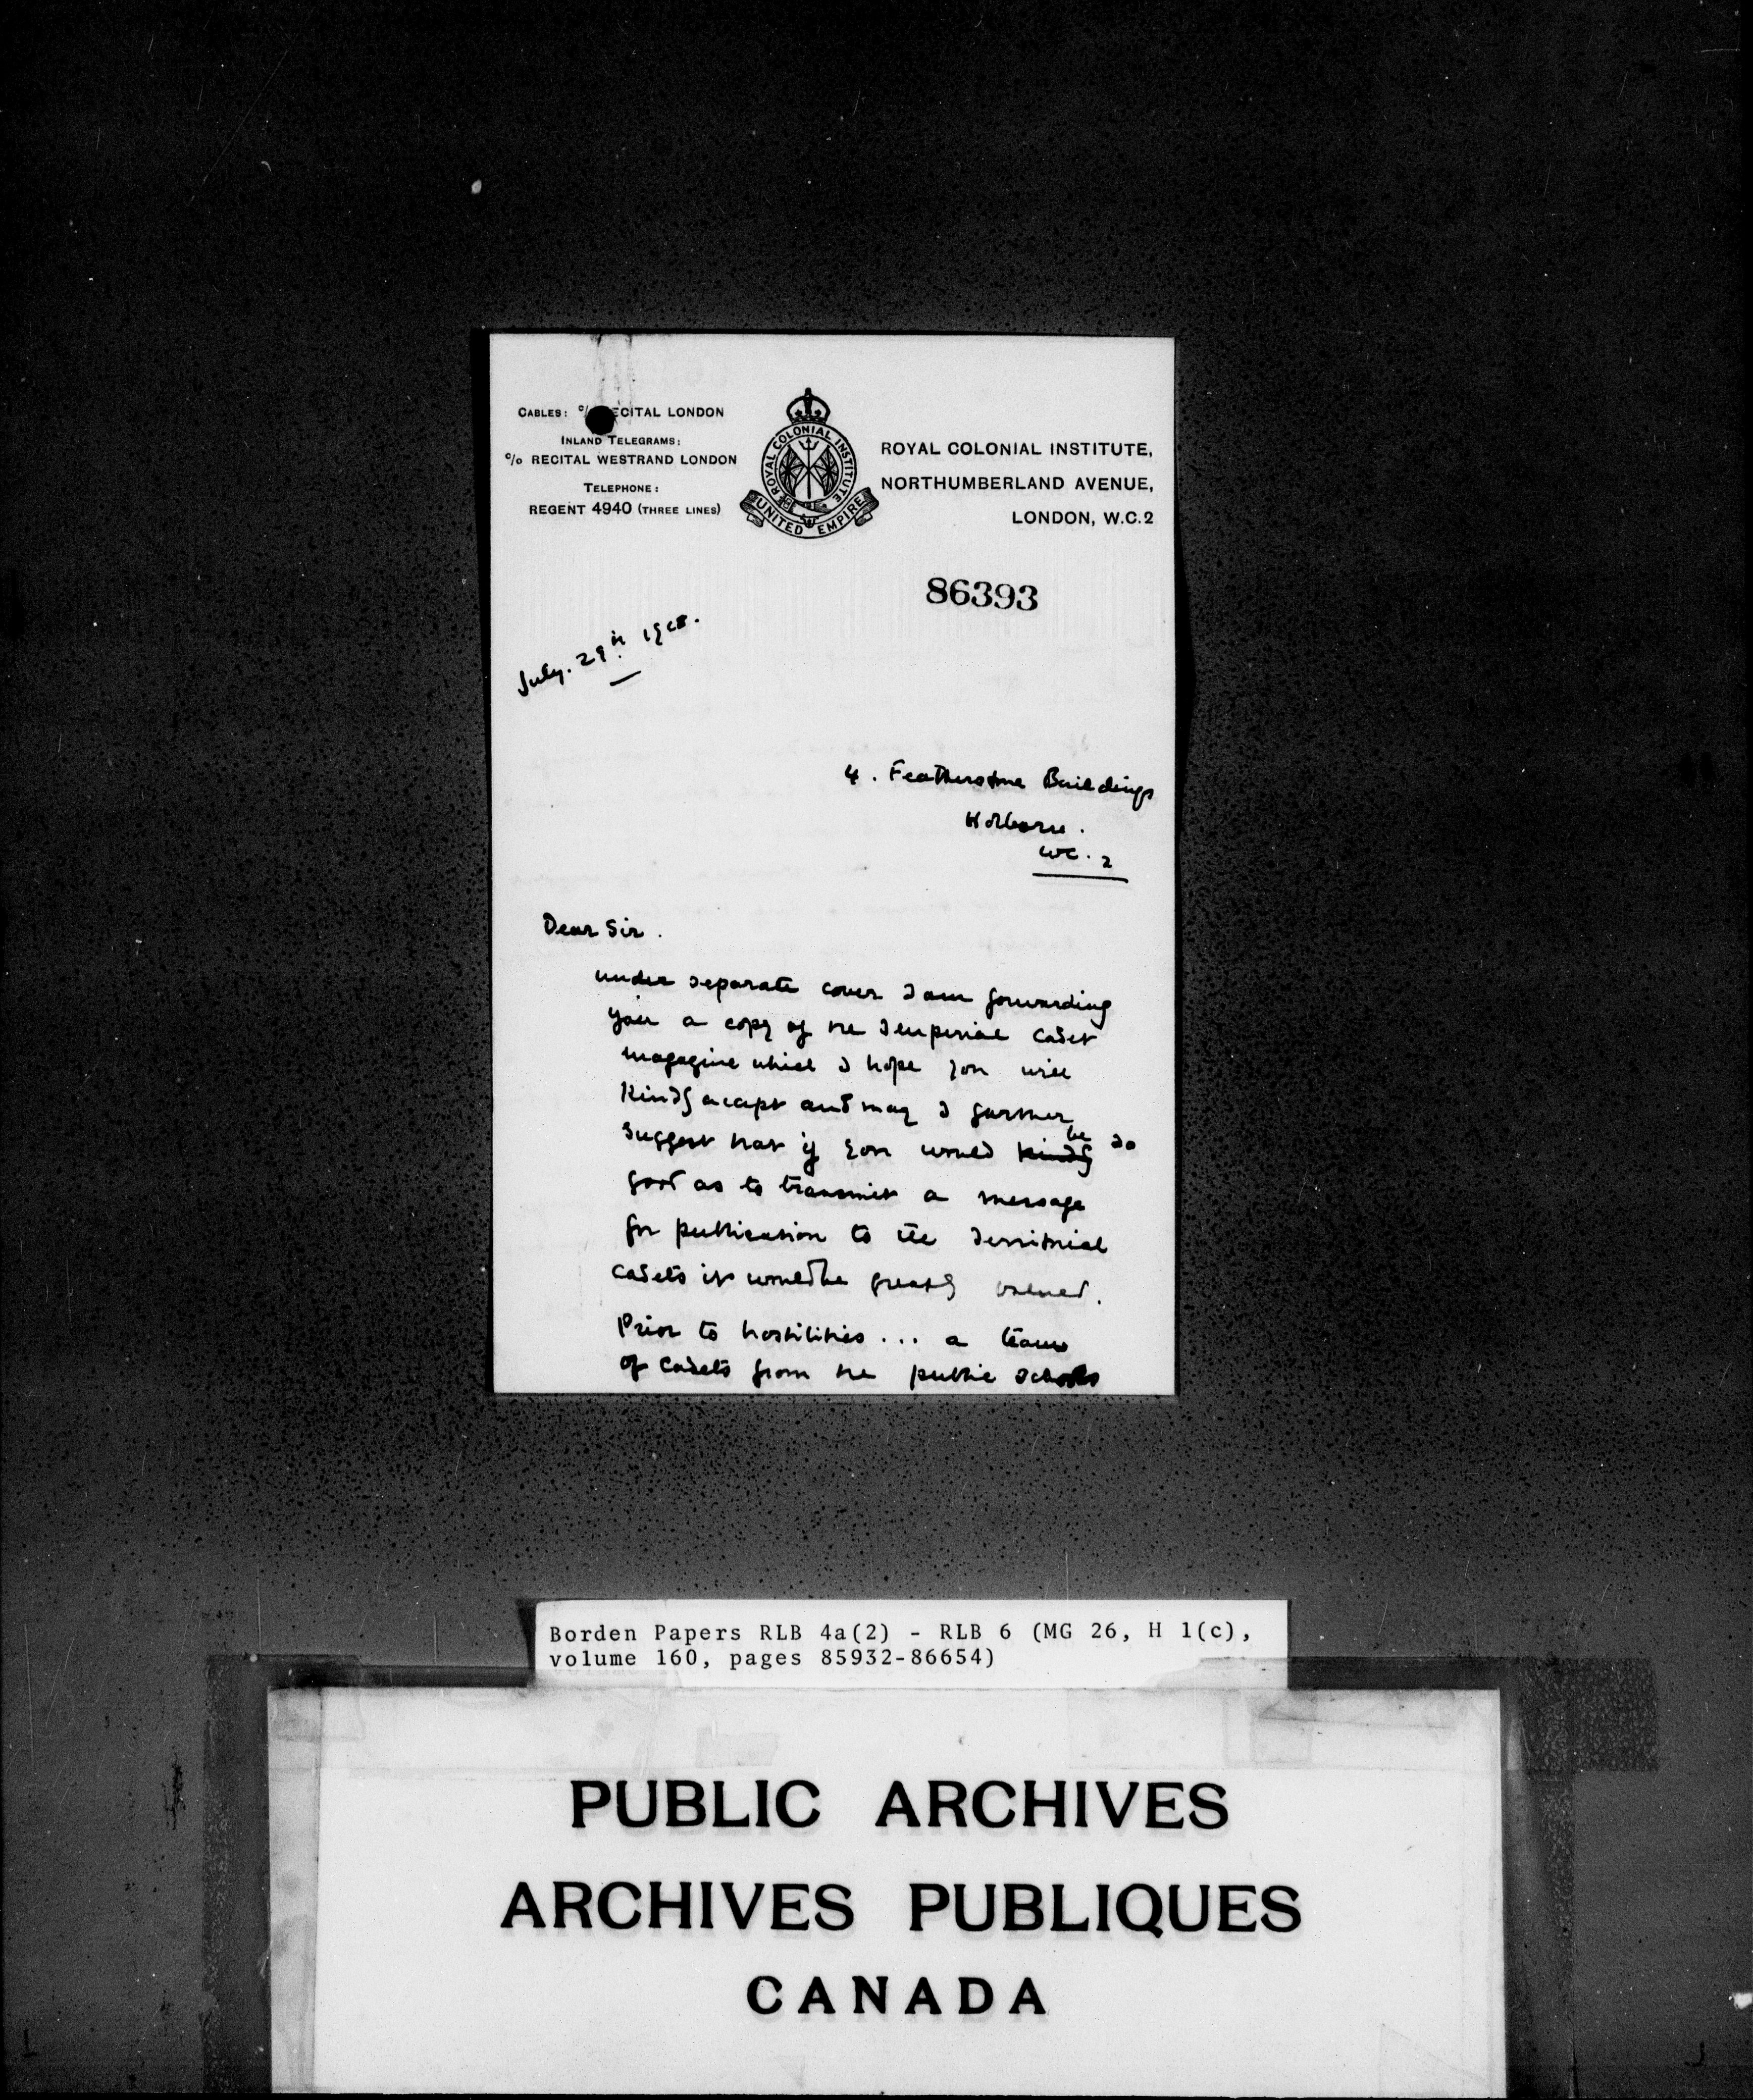 CABLES: c/o RECITAL LONDON
INLAND TELEGRAMS:
c/o RECITAL WESTRAND LONDON
TELEPHONE:
REGENT 4940 (THREE LINES)
ROYAL COLONIAL INSTITUTE
UNITED EMPIRE
ROYAL COLONIAL INSTITUTE,
NORTHUMBERLAND AVENUE,
LONDON, W.C.2
86393
July. 29th 1918.
4. Featherstone Buildings
Holborn.
WC. 2
Dear Sir.
under separate cover I am forwarding
you a copy of the Imperial Cadet
magazine which I hope you will
kindly accept and may I further
suggest that if you would kindly be so
good as to transmit a message
for publication to the Territorial
Cadets it would be greatly valued.
Prior to hostilities... a team
of Cadets from the public schools
Borden Papers RLB 4a(2) - RLB 6 (MG 26, H 1(c),
volume 160, pages 85932-86654)
PUBLIC ARCHIVES
ARCHIVES PUBLIQUES
CANADA